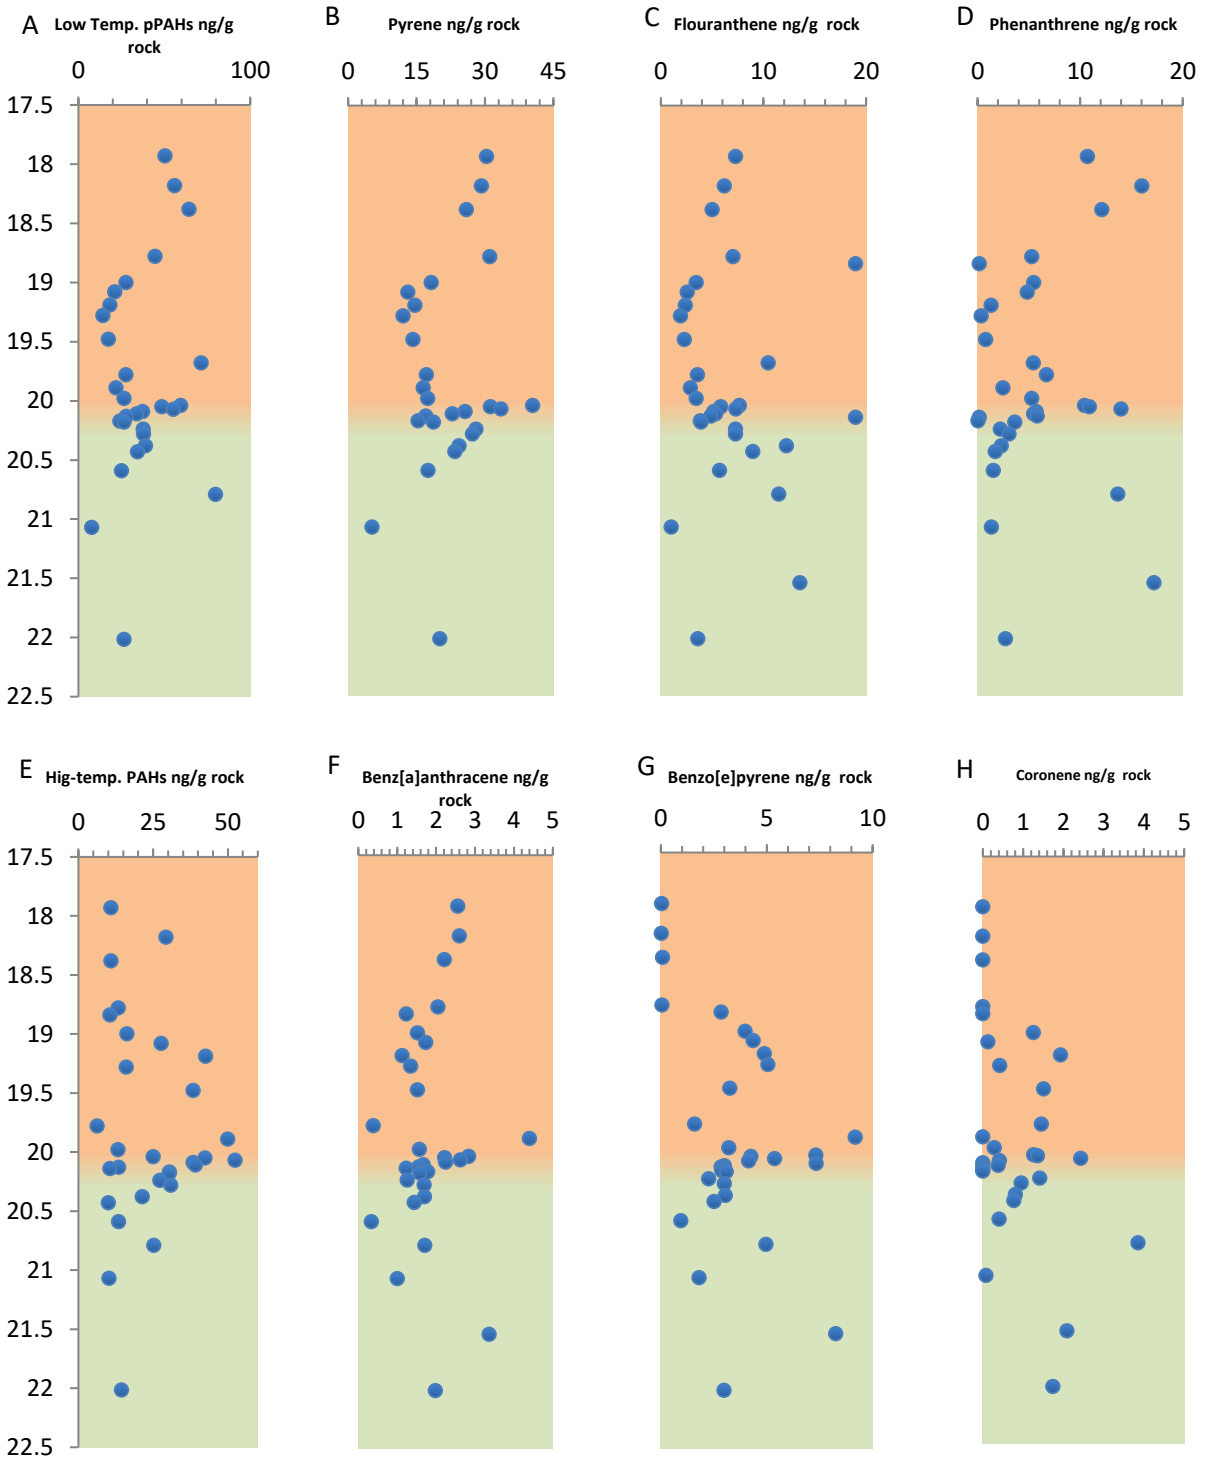 A Low Temp. pPAHs ng/g
rock
B Pyrene ng/g rock
C Flouranthene ng/g rock
D Phenanthrene ng/g rock
0 100
0 15 30 45
0 10 20
0 10 20
17.5
18
18.5
19
19.5
20
20.5
21
21.5
22
22.5
E Hig-temp. PAHs ng/g rock
F Benz[a]anthracene ng/g
rock
G Benzo[e]pyrene ng/g rock
H Coronene ng/g rock
0 25 50
0 1 2 3 4 5
0 5 10
0 1 2 3 4 5
17.5
18
18.5
19
19.5
20
20.5
21
21.5
22
22.5